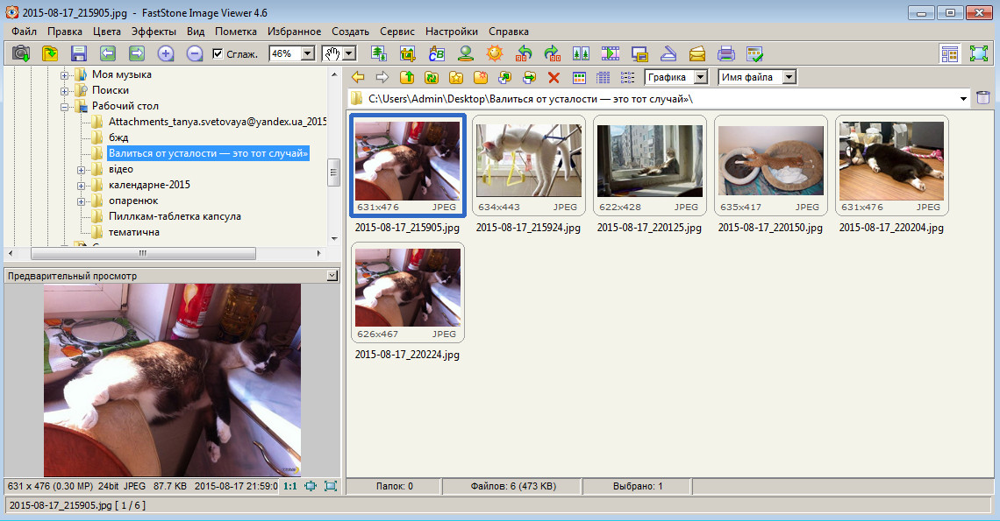 2015-08-17_215905.jpg - FastStone Image Viewer 4.6
Файл Правка Цвета Эффекты Вид Пометка Избранное Создать Сервис Настройки Справка
Сглаж. 46%
Моя музыка
Поиски
Рабочий стол
Attachments_tanya.svetovaya@yandex.ua_2015
бжд
Валиться от усталости — это тот случай»
відео
календарне-2015
опаренюк
Пиллкам-таблетка капсула
тематична
Графика Имя файла
C:\Users\Admin\Desktop\Валиться от усталости — это тот случай»\
631x476 JPEG
2015-08-17_215905.jpg
634x443 JPEG
2015-08-17_215924.jpg
622x428 JPEG
2015-08-17_220125.jpg
635x417 JPEG
2015-08-17_220150.jpg
631x476 JPEG
2015-08-17_220204.jpg
626x467 JPEG
2015-08-17_220224.jpg
Предварительный просмотр
631 x 476 (0.30 MP) 24bit JPEG 87.7 KB 2015-08-17 21:59:0 1:1
Папок: 0
Файлов: 6 (473 KB)
Выбрано: 1
2015-08-17_215905.jpg [ 1 / 6 ]